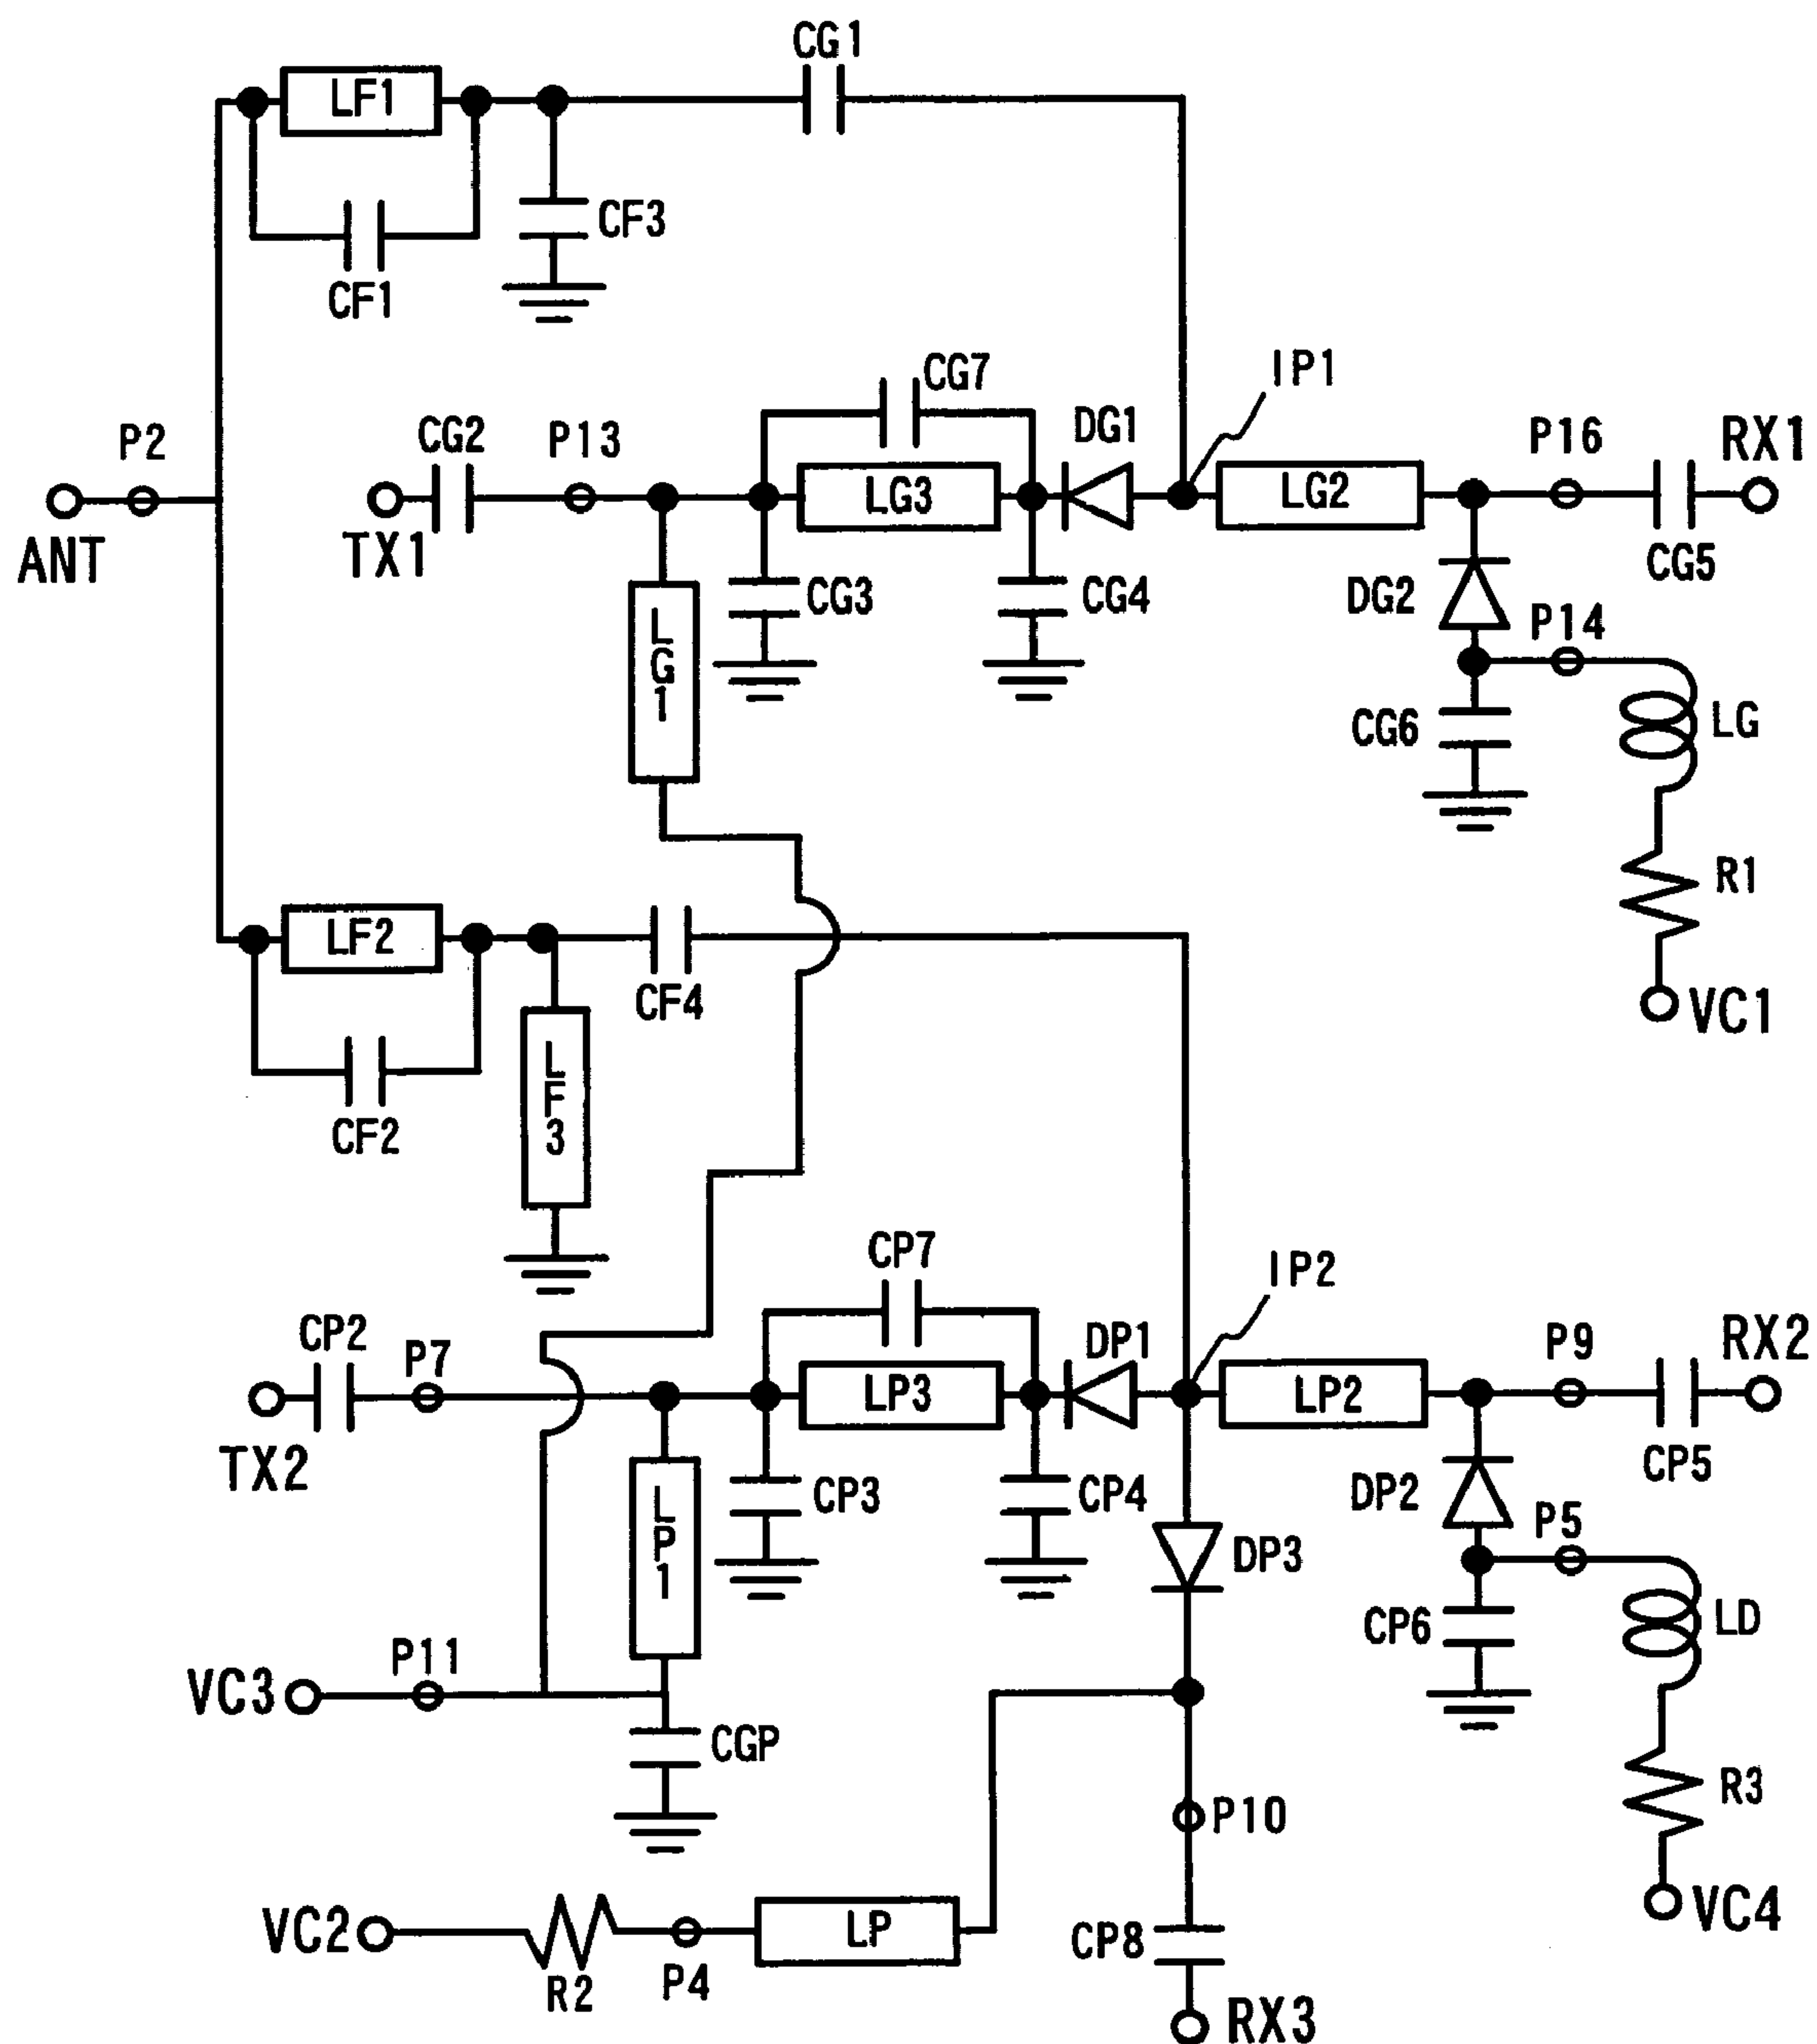 CG1
LF1
CF3
CF1
CG7
IP1
P2
CG2
P13
DG1
P16
RX1
LG3
LG2
ANT
TX1
CG3
CG4
DG2
P14
CG5
LG1
CG6
LG
R1
LF2
CF4
VC1
LF3
CF2
CP7
IP2
CP2
P7
DP1
P9
RX2
LP3
LP2
TX2
CP3
CP4
DP2
P5
CP5
LP1
DP3
CP6
LD
P11
VC3
CGP
R3
P10
VC2
LP
CP8
VC4
R2
P4
RX3